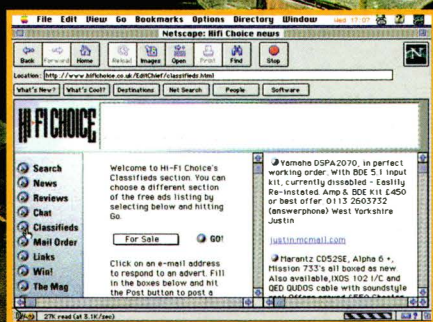 File Edit View Go Bookmarks Options Directory Window Wed 17:07
Netscape: Hifi Choice news
Back Forward Home Reload Images Open Print Find Stop
N
Location: http://www.hifichoice.co.uk/EditChief/classifieds.html
What's New? What's Cool? Destinations Net Search People Software
HI-FI CHOICE
Search
News
Reviews
Chat
Classifieds
Mail Order
Links
Win!
The Mag
Welcome to Hi-Fi Choice's
Classifieds section. You can
choose a different section
of the free ads listing by
selecting below and hitting
Go.
For Sale GO!
Click on an e-mail address
to respond to an advert. Fill
in the boxes below and hit
the Post button to post a
Yamaha DSPA2070, in perfect
working order. With BDE 5.1 input
kit, currently dissabled - Easlily
Re-instated. Amp & BDE Kit £450
or best offer. 0113 2603732
(answerphone) West Yorkshire
Justin
justin@mcmail.com
Marantz CD52SE, Alpha 6 +,
Mission 733's all boxed as new
Also available,IXOS 102 I/C and
QED QUDOS cable with soundstyle
27K read (at 3.1K/sec)